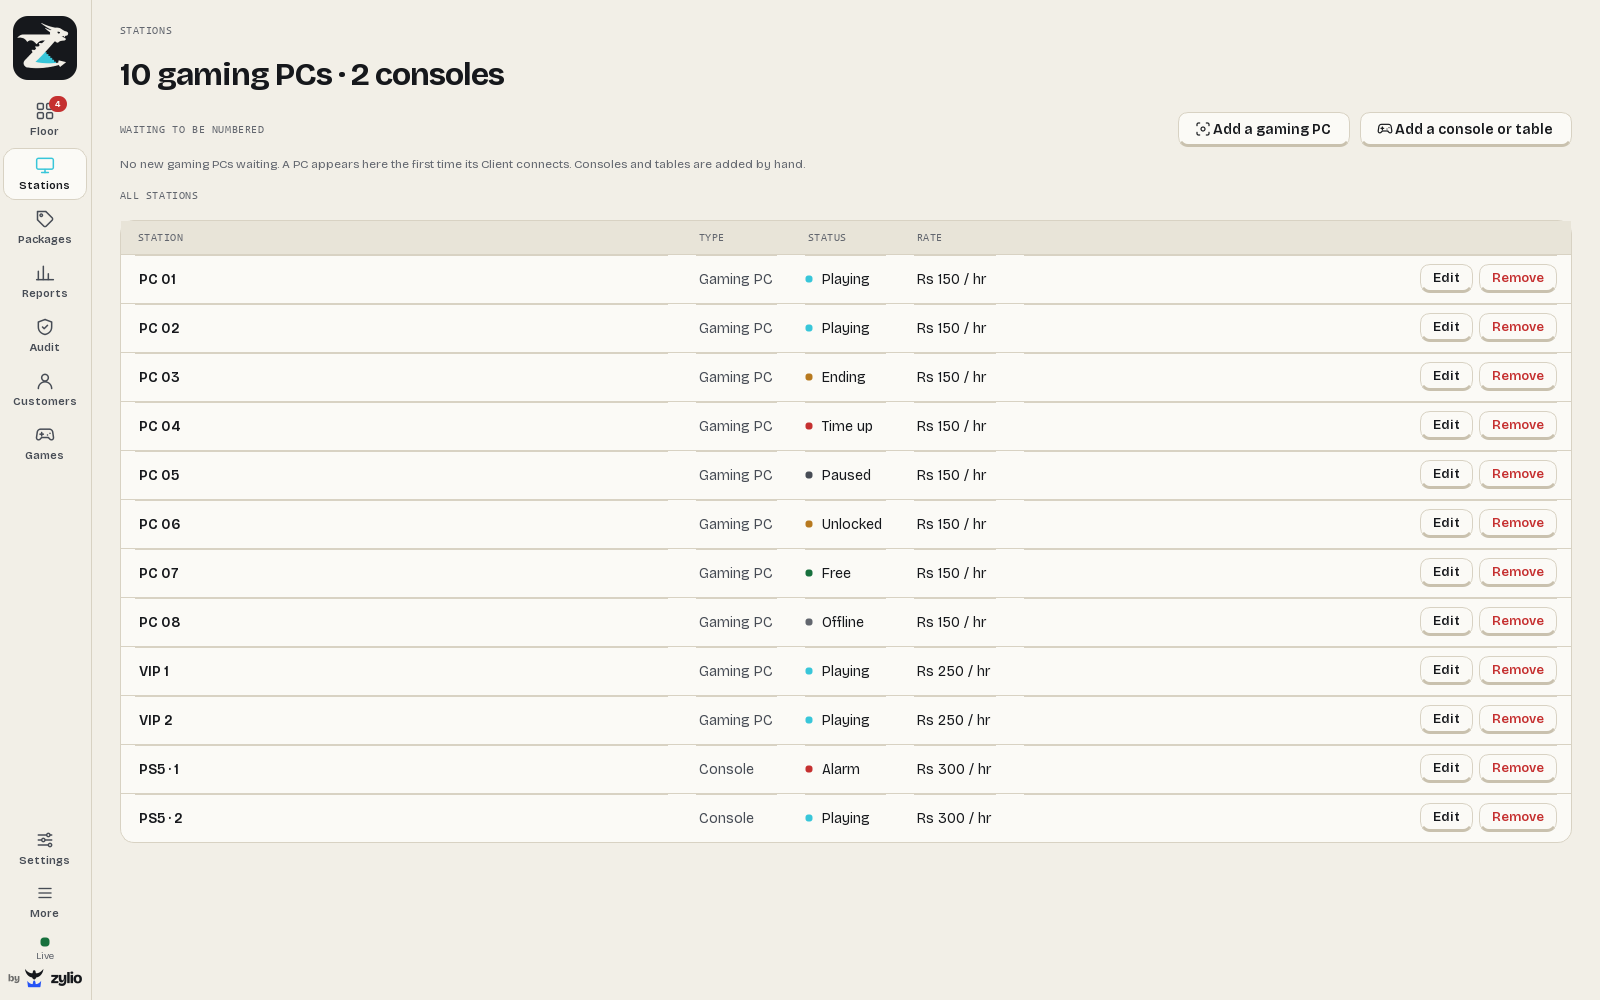 STATIONS
10 gaming PCs · 2 consoles
4
Floor
Stations
Packages
Reports
Audit
Customers
Games
Settings
More
Live
by zylio
WAITING TO BE NUMBERED
Add a gaming PC
Add a console or table
No new gaming PCs waiting. A PC appears here the first time its Client connects. Consoles and tables are added by hand.
ALL STATIONS
STATION TYPE STATUS RATE
PC 01 Gaming PC Playing Rs 150 / hr Edit Remove
PC 02 Gaming PC Playing Rs 150 / hr Edit Remove
PC 03 Gaming PC Ending Rs 150 / hr Edit Remove
PC 04 Gaming PC Time up Rs 150 / hr Edit Remove
PC 05 Gaming PC Paused Rs 150 / hr Edit Remove
PC 06 Gaming PC Unlocked Rs 150 / hr Edit Remove
PC 07 Gaming PC Free Rs 150 / hr Edit Remove
PC 08 Gaming PC Offline Rs 150 / hr Edit Remove
VIP 1 Gaming PC Playing Rs 250 / hr Edit Remove
VIP 2 Gaming PC Playing Rs 250 / hr Edit Remove
PS5 · 1 Console Alarm Rs 300 / hr Edit Remove
PS5 · 2 Console Playing Rs 300 / hr Edit Remove